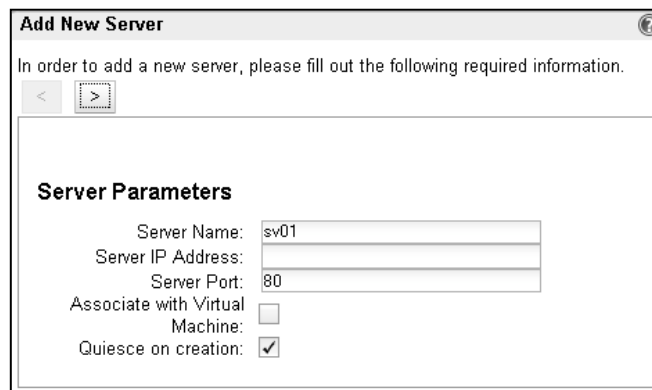 Add New Server
?
In order to add a new server, please fill out the following required information.
< >
Server Parameters
Server Name: sv01
Server IP Address:
Server Port: 80
Associate with Virtual
Machine:
Quiesce on creation: